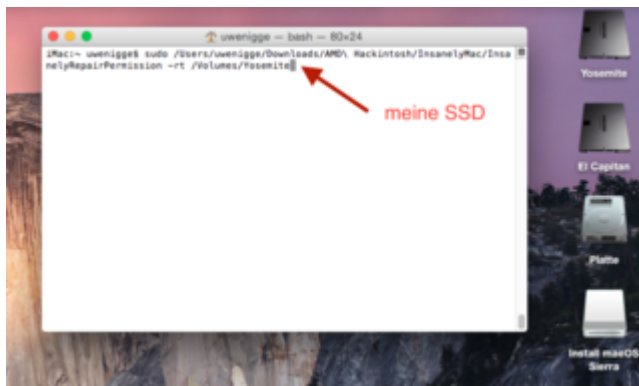 uwenigge — bash — 80×24
iMac:~ uwenigge$ sudo /Users/uwenigge/Downloads/AMD\ Hackintosh/InsanelyMac/Insa
nelyRepairPermission -rt /Volumes/Yosemite
meine SSD
Yosemite
El Capitan
Platte
Install macOS
Sierra